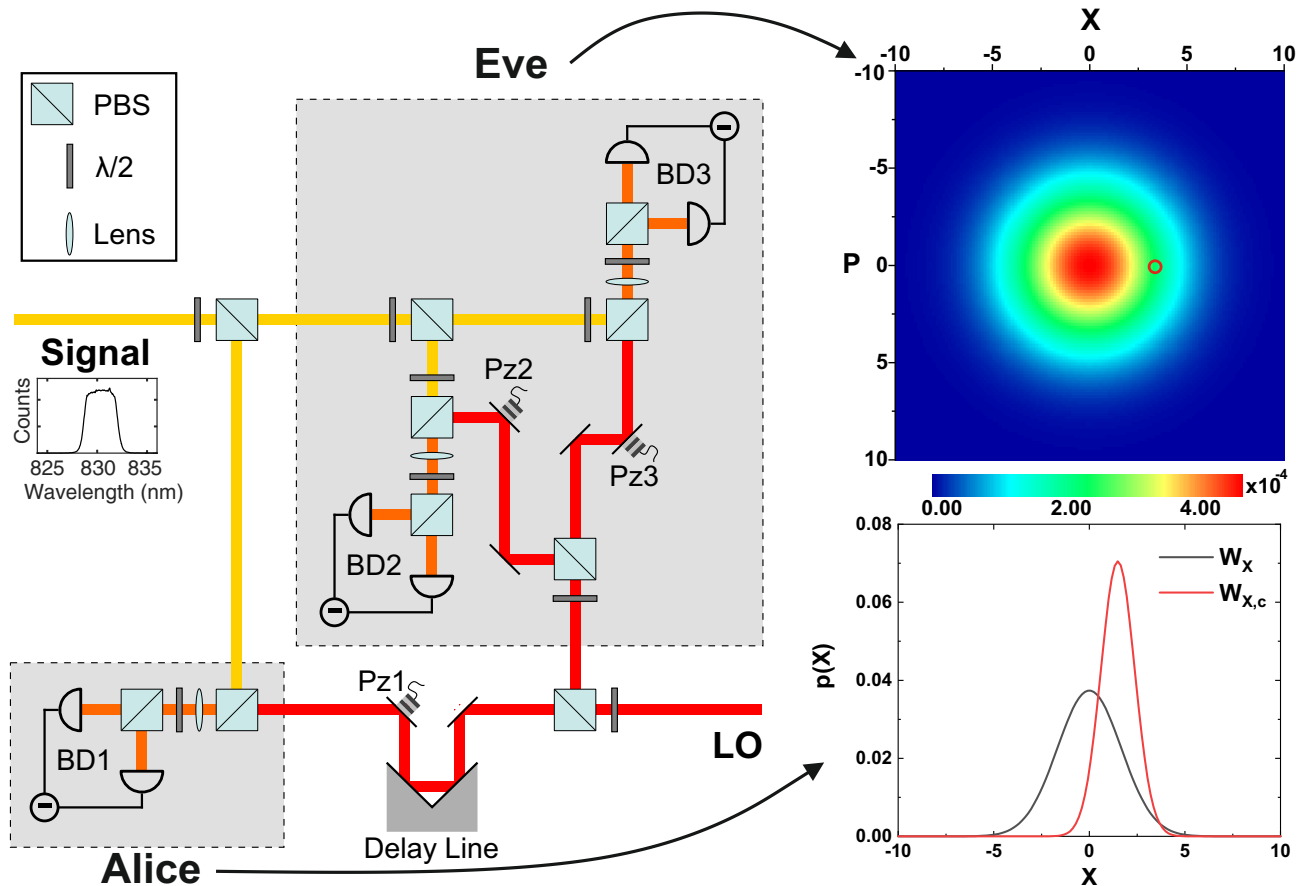 Eve
PBS
λ/2
Lens
BD3
Signal
Counts
825 830 835
Wavelength (nm)
Pz2
Pz3
BD2
Pz1
BD1
LO
Delay Line
Alice
X
-10 -5 0 5 10
-10
-5
P 0
5
10
0.00 2.00 4.00 x10⁻⁴
0.08
0.06
0.04
0.02
0.00
p(X)
W_X
W_X,c
-10 -5 0 5 10
X